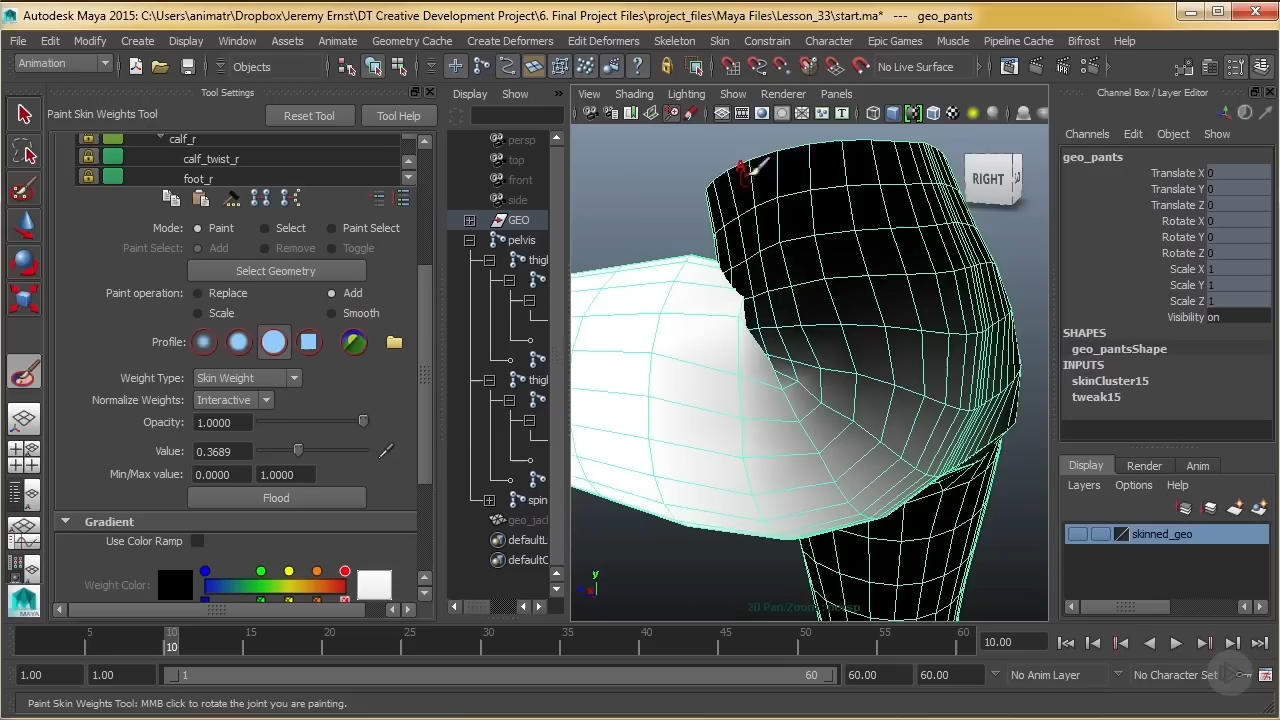 Autodesk Maya 2015: C:\Users\animatr\Dropbox\Jeremy Ernst\DT Creative Development Project\6. Final Project Files\project_files\Maya Files\Lesson_33\start.ma* --- geo_pants
File Edit Modify Create Display Window Assets Animate Geometry Cache Create Deformers Edit Deformers Skeleton Skin Constrain Character Epic Games Muscle Pipeline Cache Bifrost Help
Animation Objects No Live Surface
Tool Settings
Paint Skin Weights Tool Reset Tool Tool Help
calf_r
calf_twist_r
foot_r
Mode: Paint Select Paint Select
Paint Select: Add Remove Toggle
Select Geometry
Paint operation: Replace Add
Scale Smooth
Profile:
Weight Type: Skin Weight
Normalize Weights: Interactive
Opacity: 1.0000
Value: 0.3689
Min/Max value: 0.0000 1.0000
Flood
Gradient
Use Color Ramp
Weight Color:
Display Show
persp
top
front
side
GEO
pelvis
thigl
thigl
spin
geo_jac
defaultL
defaultC
View Shading Lighting Show Renderer Panels
RIGHT
y
2D Pan/Zoom : persp
Channel Box / Layer Editor
Channels Edit Object Show
geo_pants
Translate X 0
Translate Y 0
Translate Z 0
Rotate X 0
Rotate Y 0
Rotate Z 0
Scale X 1
Scale Y 1
Scale Z 1
Visibility on
SHAPES
geo_pantsShape
INPUTS
skinCluster15
tweak15
Display Render Anim
Layers Options Help
skinned_geo
5 10 15 20 25 30 35 40 45 50 55 60
10
10.00
1.00 1.00 1 60 60.00 60.00 No Anim Layer No Character Set
Paint Skin Weights Tool: MMB click to rotate the joint you are painting.
MAYA